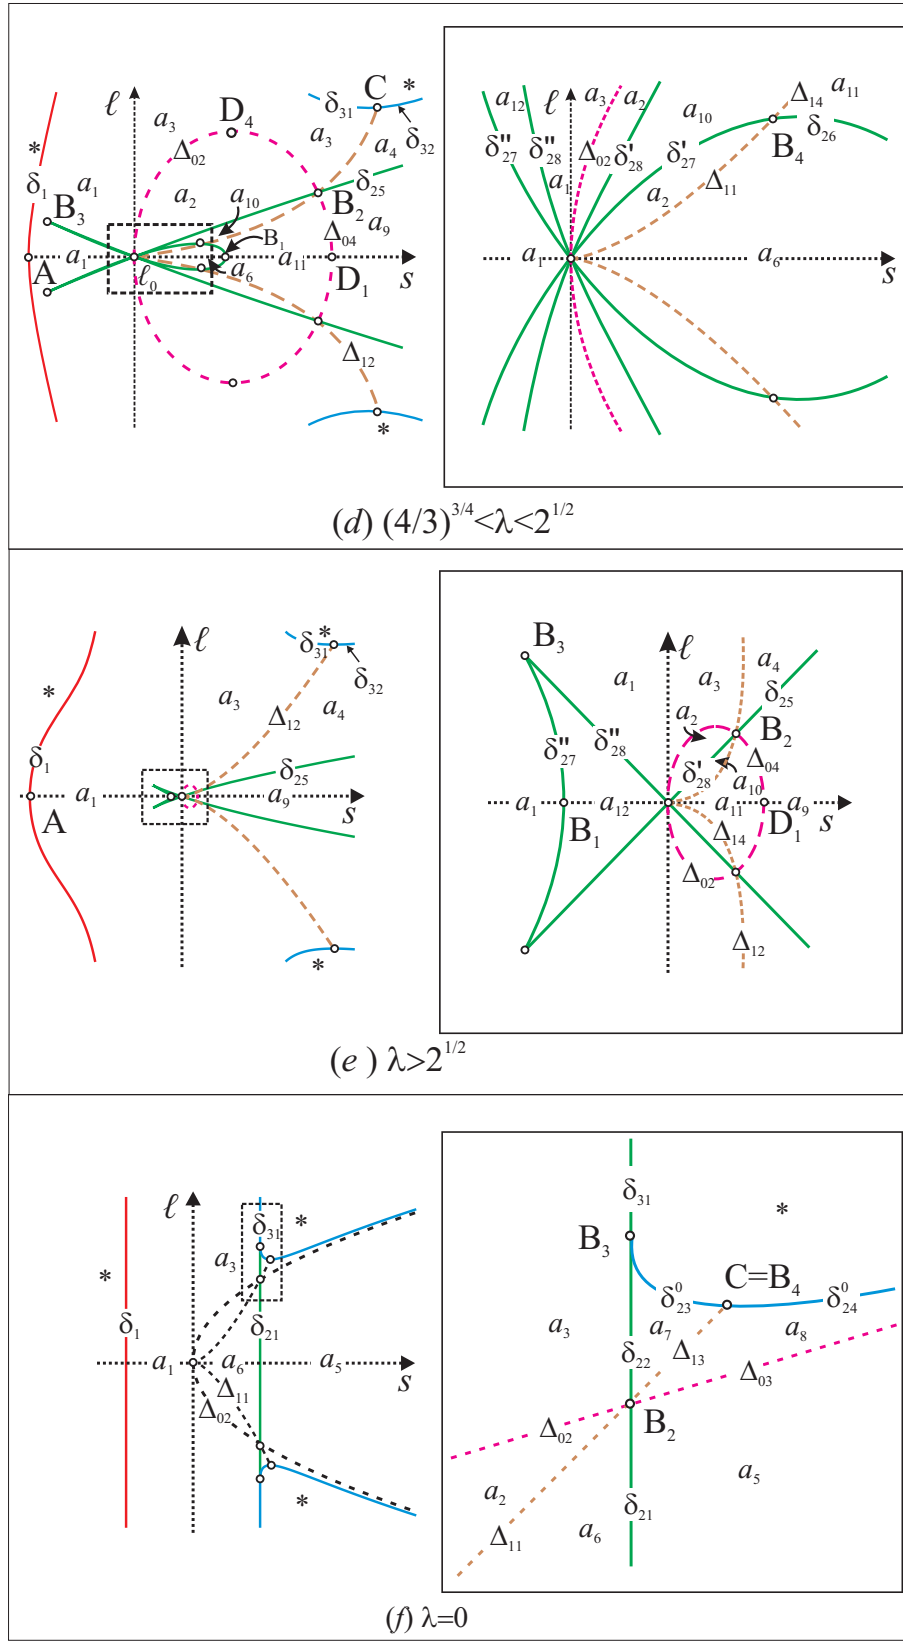 ℓ
a₃
D₄
δ₃₁
C
*
δ₃₂
*
Δ₀₂
a₃
a₄
δ₁
a₁
δ₂₅
B₃
a₂
a₁₀
B₂
a₉
B₁
Δ₀₄
a₁
a₆
a₁₁
A
ℓ₀
D₁
s
Δ₁₂
*
a₁₂
ℓ
a₃
a₂
a₁₀
Δ₁₄
a₁₁
δ₂₆
δ''₂₇
δ''₂₈
Δ₀₂
δ'₂₈
δ'₂₇
B₄
a₁
a₂
Δ₁₁
a₁
a₆
s
(d) (4/3)^{3/4}<λ<2^{1/2}
ℓ
δ₃₁
*
δ₃₂
*
a₃
Δ₁₂
a₄
δ₁
δ₂₅
a₁
a₉
A
s
B₃
ℓ
a₁
a₃
a₄
δ₂₅
a₂
B₂
δ''₂₇
δ''₂₈
δ'₂₈
Δ₀₄
a₁₀
a₁
a₁₂
a₁₁
a₉
B₁
D₁
s
Δ₁₄
Δ₀₂
Δ₁₂
*
(e ) λ>2^{1/2}
ℓ
δ₃₁
*
*
a₃
δ₁
δ₂₁
a₁
a₆
a₅
s
Δ₁₁
Δ₀₂
*
δ₃₁
*
B₃
C=B₄
δ⁰₂₃
δ⁰₂₄
a₃
a₇
a₈
δ₂₂
Δ₁₃
Δ₀₃
B₂
Δ₀₂
a₅
a₂
δ₂₁
Δ₁₁
a₆
(f) λ=0